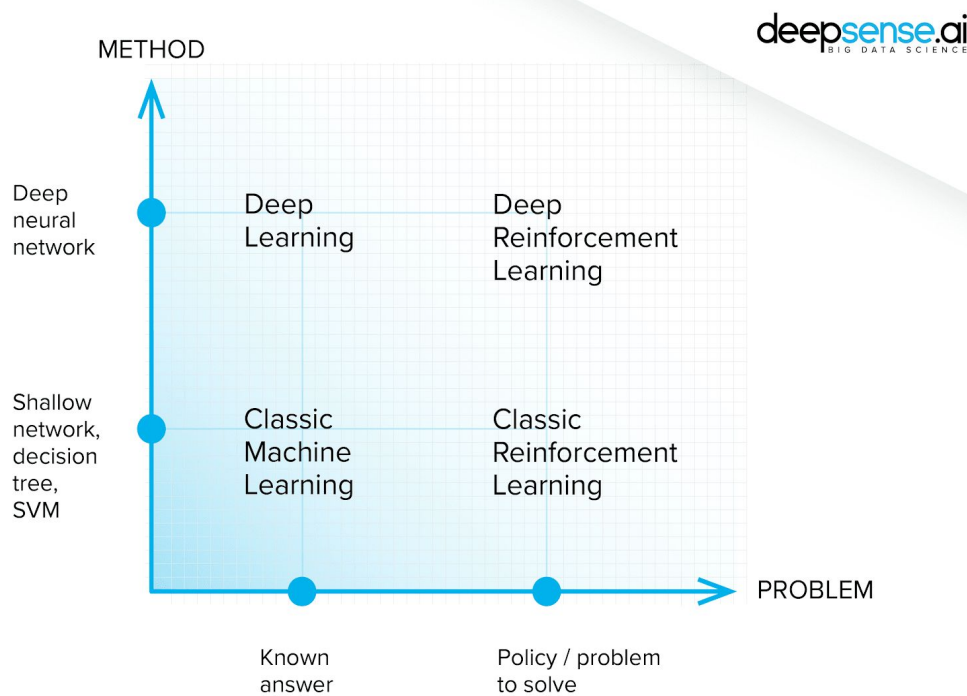 deepsense.ai
BIG DATA SCIENCE
METHOD
Deep
neural
network
Deep
Learning
Deep
Reinforcement
Learning
Shallow
network,
decision
tree,
SVM
Classic
Machine
Learning
Classic
Reinforcement
Learning
PROBLEM
Known
answer
Policy / problem
to solve